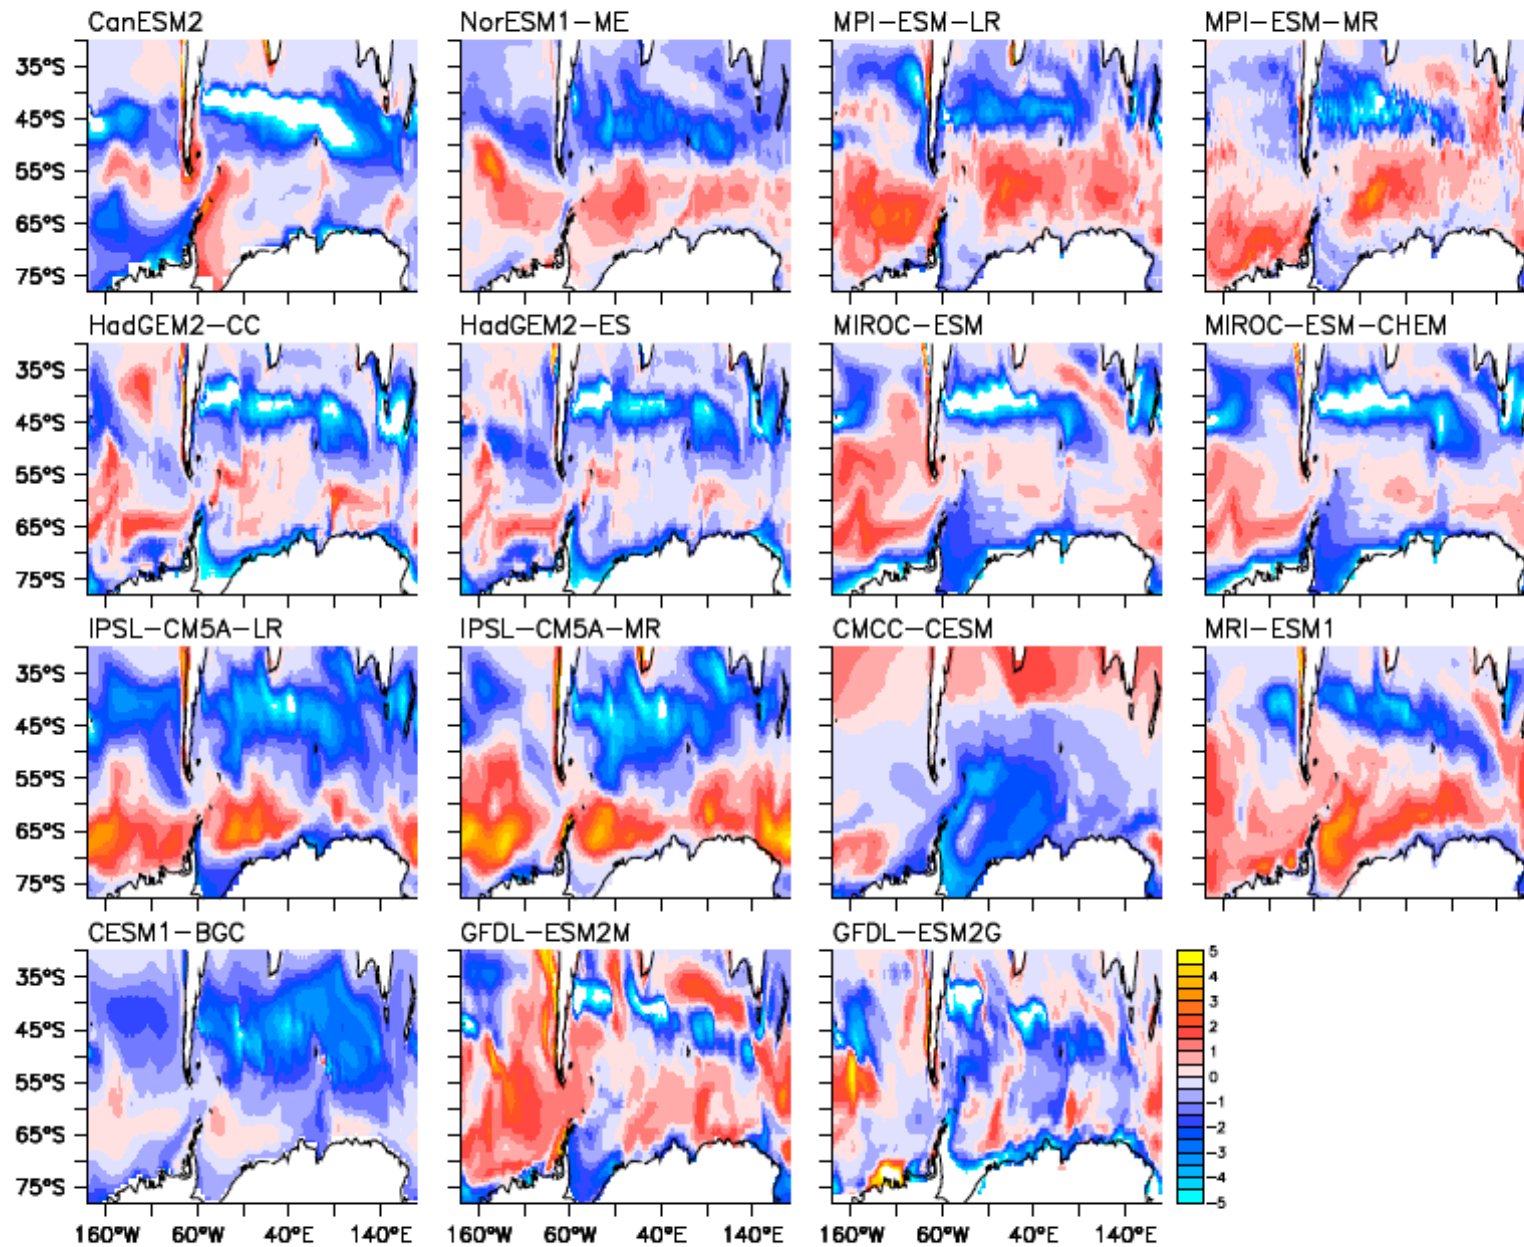 CanESM2 NorESM1-ME MPI-ESM-LR MPI-ESM-MR
35°S
45°S
55°S
65°S
75°S
HadGEM2-CC HadGEM2-ES MIROC-ESM MIROC-ESM-CHEM
35°S
45°S
55°S
65°S
75°S
IPSL-CM5A-LR IPSL-CM5A-MR CMCC-CESM MRI-ESM1
35°S
45°S
55°S
65°S
75°S
CESM1-BGC GFDL-ESM2M GFDL-ESM2G
35°S
45°S
55°S
65°S
75°S
5
4
3
2
1
0
-1
-2
-3
-4
-5
160°W 60°W 40°E 140°E 160°W 60°W 40°E 140°E 160°W 60°W 40°E 140°E